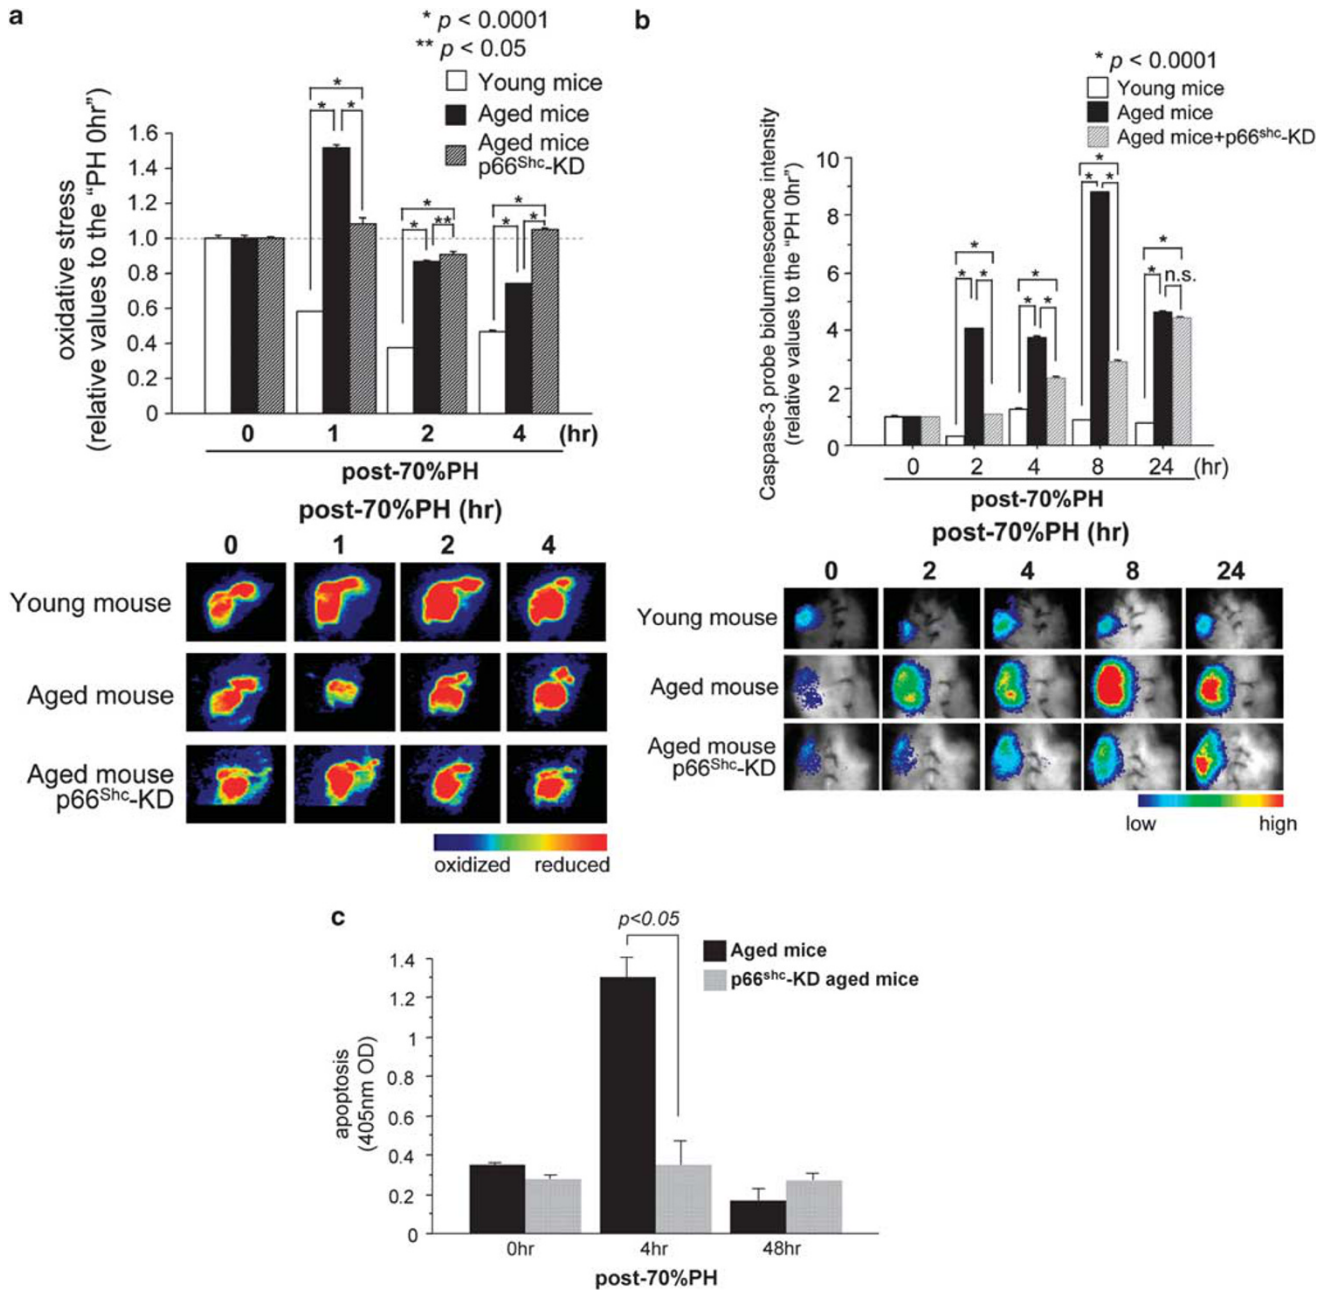 a
* p < 0.0001
** p < 0.05
Young mice
Aged mice
Aged mice
p66Shc-KD
oxidative stress
(relative values to the “PH 0hr”)
1.6
1.4
1.2
1.0
0.8
0.6
0.4
0.2
0
*
* *
*
* **
*
* *
0 1 2 4 (hr)
post-70%PH
post-70%PH (hr)
0 1 2 4
Young mouse
Aged mouse
Aged mouse
p66Shc-KD
oxidized reduced
b
* p < 0.0001
Young mice
Aged mice
Aged mice+p66shc-KD
Caspase-3 probe bioluminescence intensity
(relative values to the “PH 0hr”)
10
8
6
4
2
0
*
* *
*
* *
*
* *
*
* n.s.
0 2 4 8 24 (hr)
post-70%PH
post-70%PH (hr)
0 2 4 8 24
Young mouse
Aged mouse
Aged mouse
p66Shc-KD
low high
c
p<0.05
Aged mice
p66shc-KD aged mice
apoptosis
(405nm OD)
1.4
1.2
1
0.8
0.6
0.4
0.2
0
0hr 4hr 48hr
post-70%PH